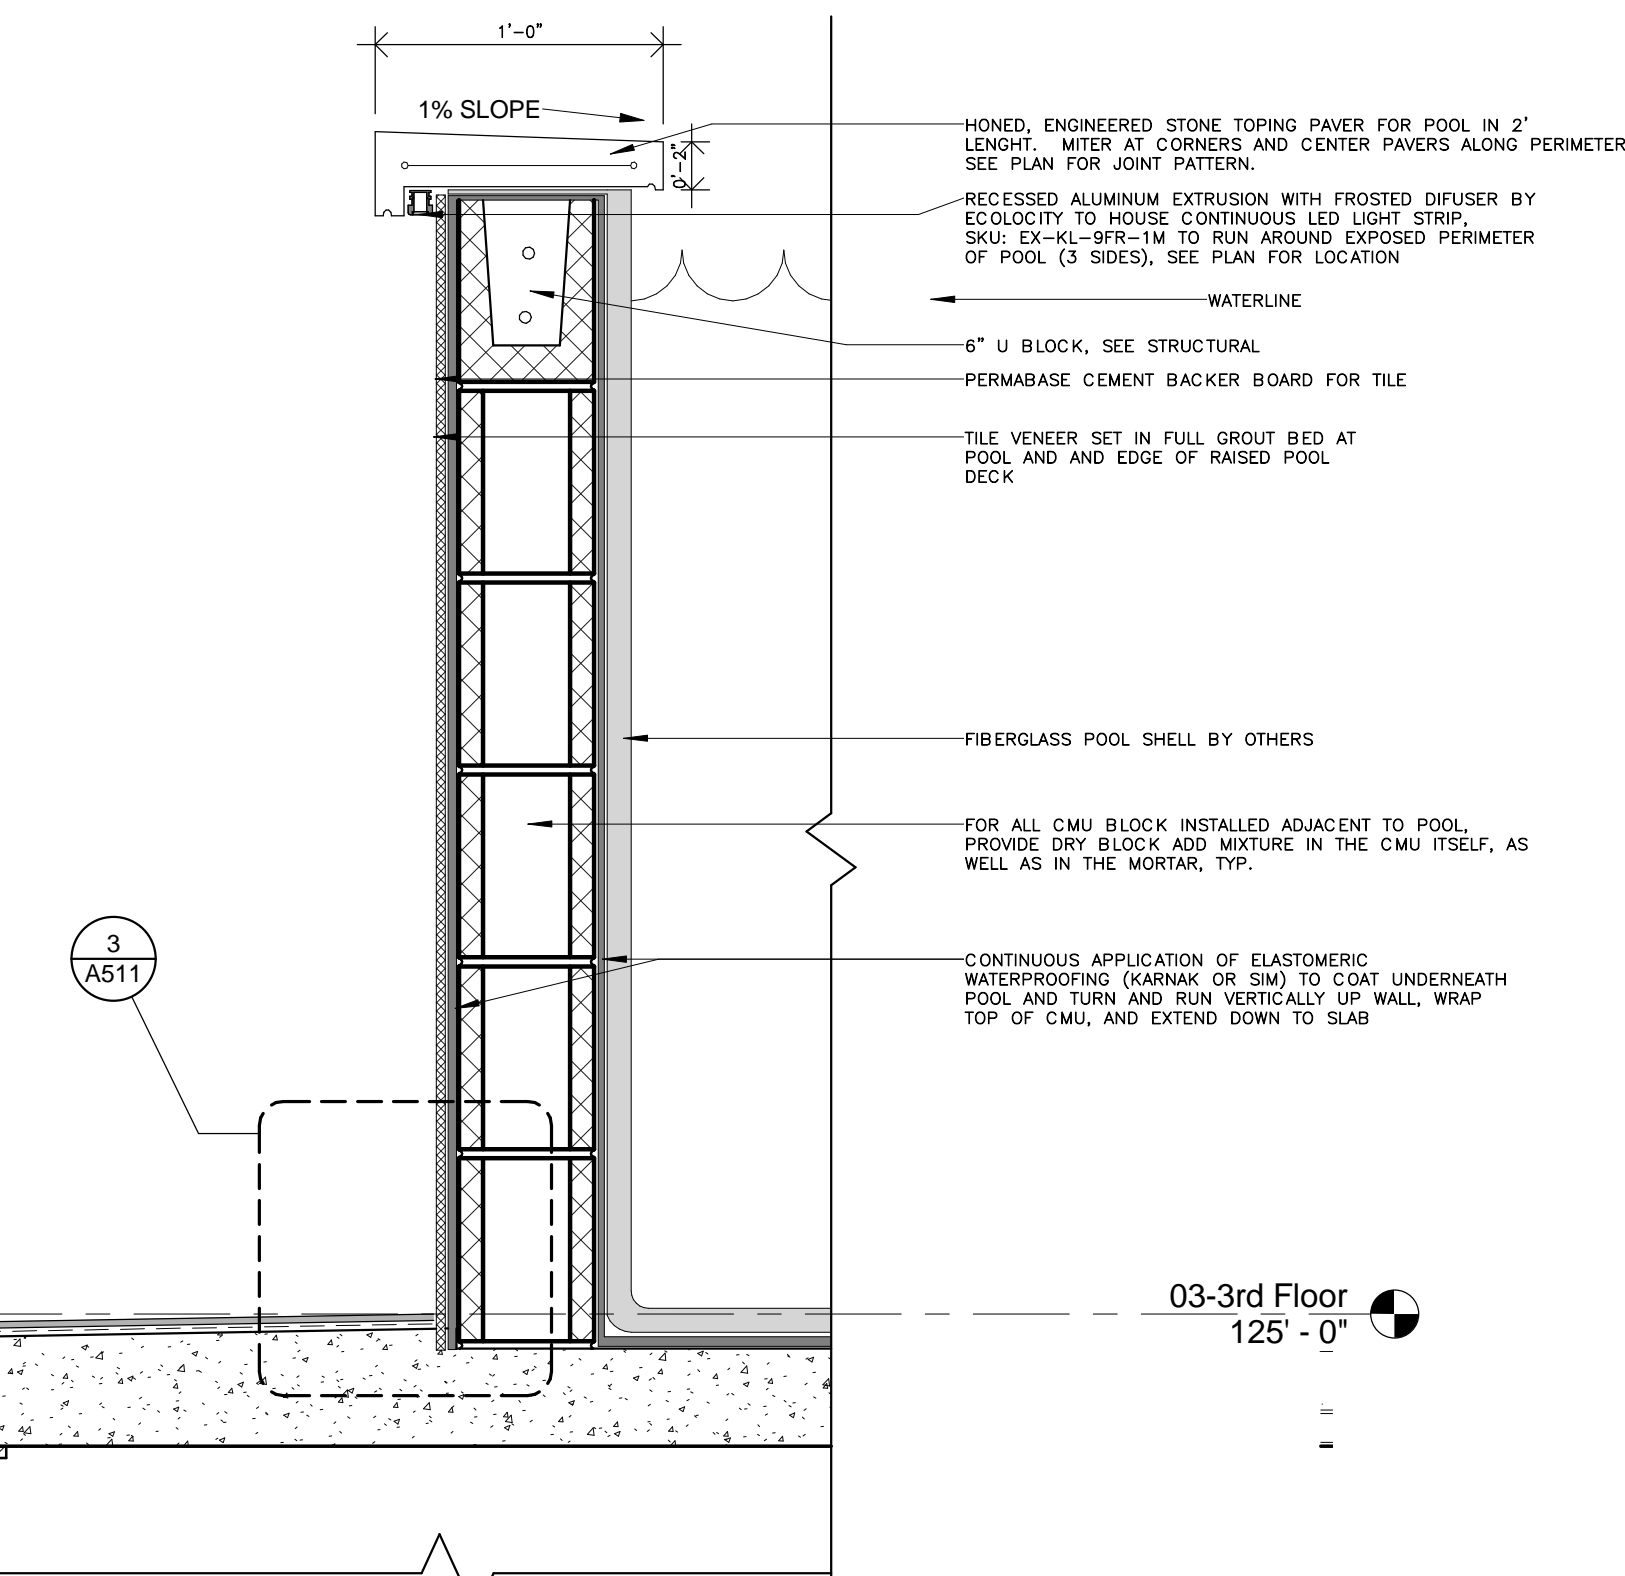 1'-0"
1% SLOPE
0'-2"
HONED, ENGINEERED STONE TOPING PAVER FOR POOL IN 2'
LENGHT. MITER AT CORNERS AND CENTER PAVERS ALONG PERIMETER
SEE PLAN FOR JOINT PATTERN.
RECESSED ALUMINUM EXTRUSION WITH FROSTED DIFUSER BY
ECOLOCITY TO HOUSE CONTINUOUS LED LIGHT STRIP,
SKU: EX-KL-9FR-1M TO RUN AROUND EXPOSED PERIMETER
OF POOL (3 SIDES), SEE PLAN FOR LOCATION
WATERLINE
6" U BLOCK, SEE STRUCTURAL
PERMABASE CEMENT BACKER BOARD FOR TILE
TILE VENEER SET IN FULL GROUT BED AT
POOL AND AND EDGE OF RAISED POOL
DECK
FIBERGLASS POOL SHELL BY OTHERS
FOR ALL CMU BLOCK INSTALLED ADJACENT TO POOL,
PROVIDE DRY BLOCK ADD MIXTURE IN THE CMU ITSELF, AS
WELL AS IN THE MORTAR, TYP.
3
A511
CONTINUOUS APPLICATION OF ELASTOMERIC
WATERPROOFING (KARNAK OR SIM) TO COAT UNDERNEATH
POOL AND TURN AND RUN VERTICALLY UP WALL, WRAP
TOP OF CMU, AND EXTEND DOWN TO SLAB
03-3rd Floor
125' - 0"